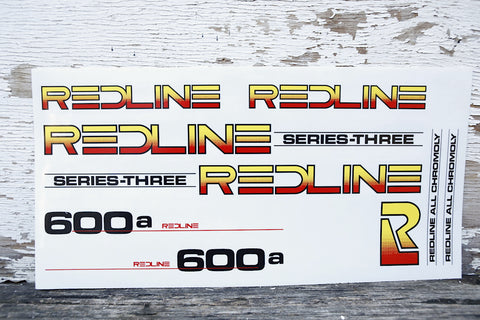 REDLINE REDLINE
REDLINE SERIES-THREE
SERIES-THREE REDLINE
600a REDLINE
REDLINE 600a
R
REDLINE ALL CHROMOLY
REDLINE ALL CHROMOLY